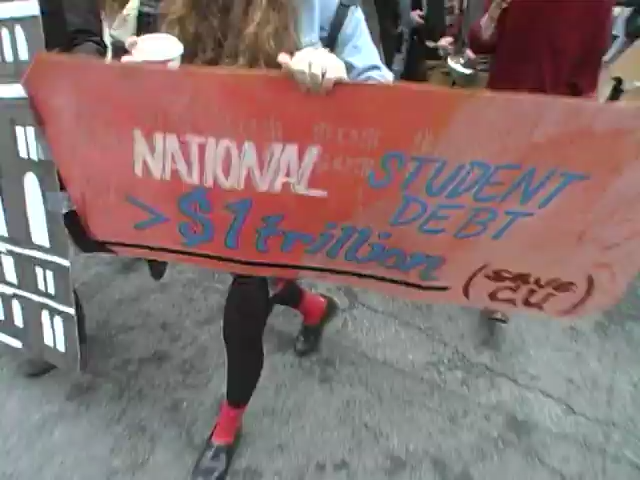 NATIONAL STUDENT
DEBT
>$1 trillion
(SAVE
CU)